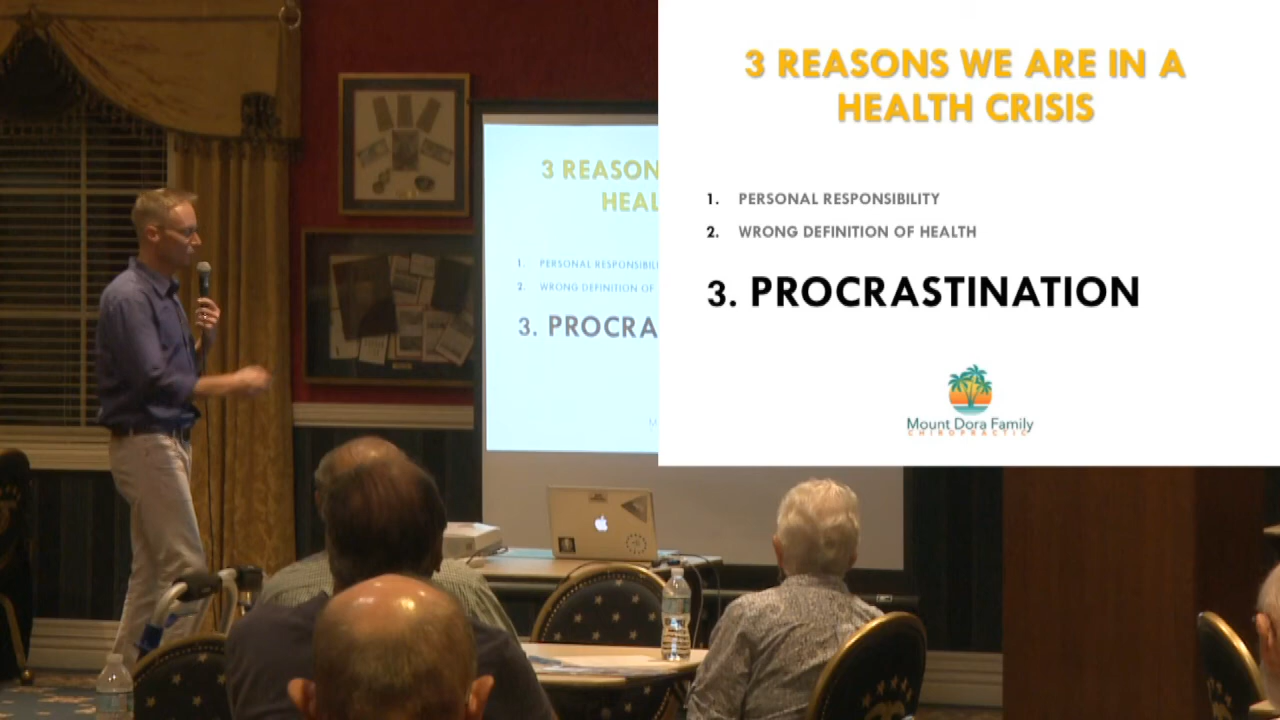 3 REASONS WE ARE IN A
HEALTH CRISIS
1. PERSONAL RESPONSIBILITY
2. WRONG DEFINITION OF HEALTH
3. PROCRASTINATION
Mount Dora Family
CHIROPRACTIC
3 REASON
HEAL
1. PERSONAL RESPONSIBILI
2. WRONG DEFINITION OF
3. PROCRA
M